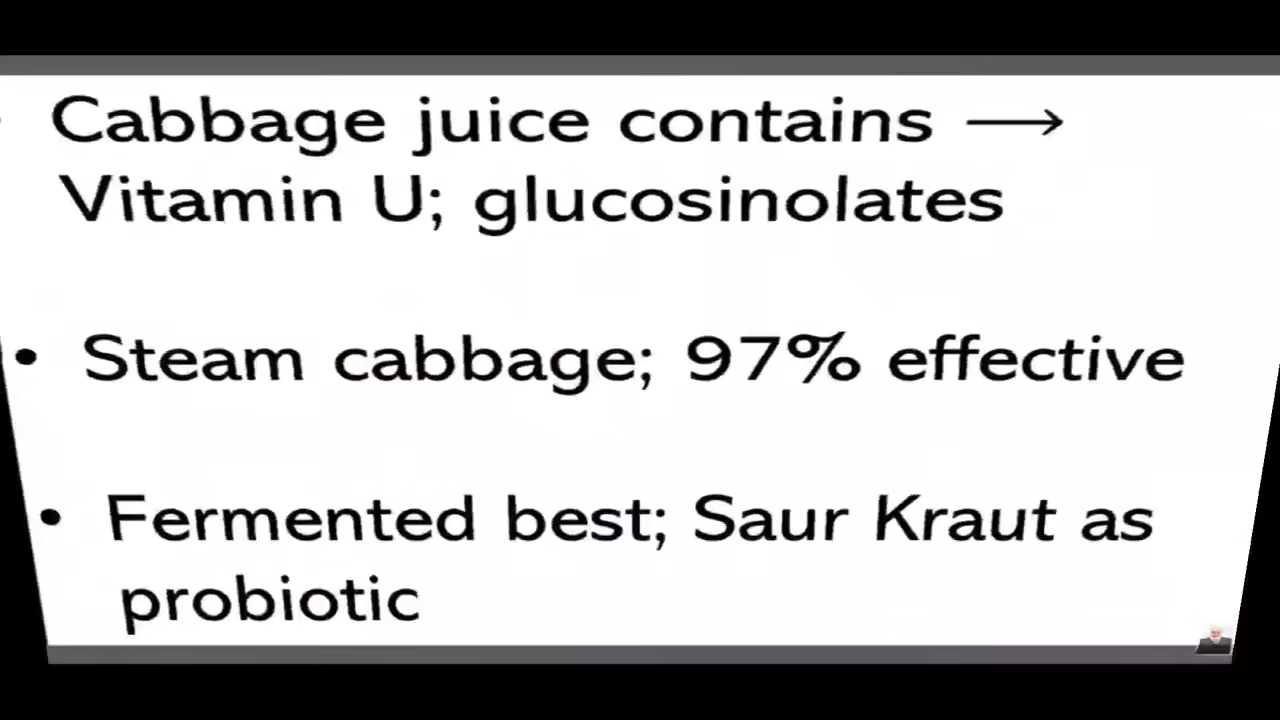 Cabbage juice contains →
Vitamin U; glucosinolates
• Steam cabbage; 97% effective
• Fermented best; Saur Kraut as
probiotic